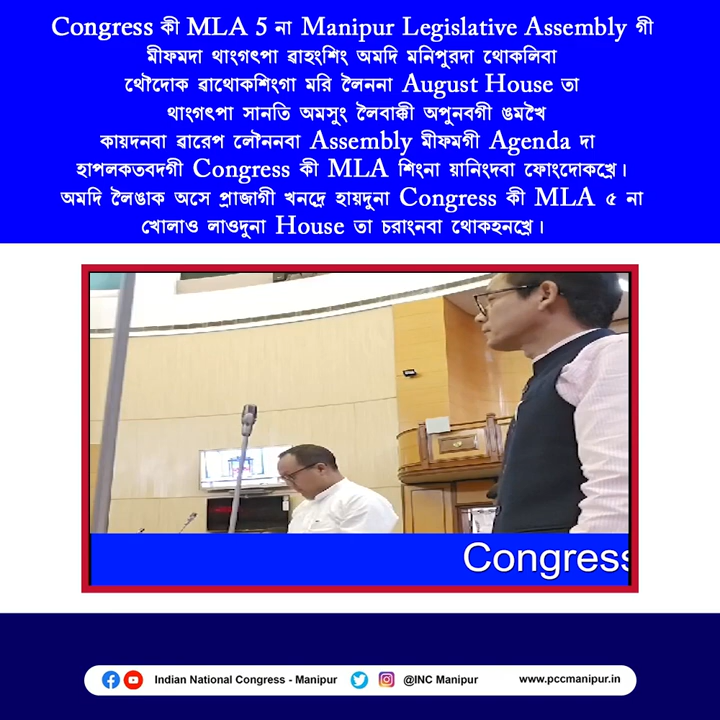 Congress কী MLA 5 না Manipur Legislative Assembly গী
মীফমদা থাংগৎপা ৱাহংশিং অমদি মনিপুরদা থোকলিবা
থৌদোক ৱাথোকশিংগা মরি লৈননা August House তা
থাংগৎপা সানতি অমসুং লৈবাক্কী অপুনবগী ঙমখৈ
কায়দনবা ৱারেপ লৌননবা Assembly মীফমগী Agenda দা
হাপলকতবদগী Congress কী MLA শিংনা য়ানিংদবা ফোংদোকখ্রে।
অমদি লৈঙাক অসে প্রজাগী খনদ্রে হায়দুনা Congress কী MLA ৫ না
খোলাও লাওদুনা House তা চরাংনবা থোকহনখ্রে।
Congress
Indian National Congress - Manipur @INC Manipur www.pccmanipur.in